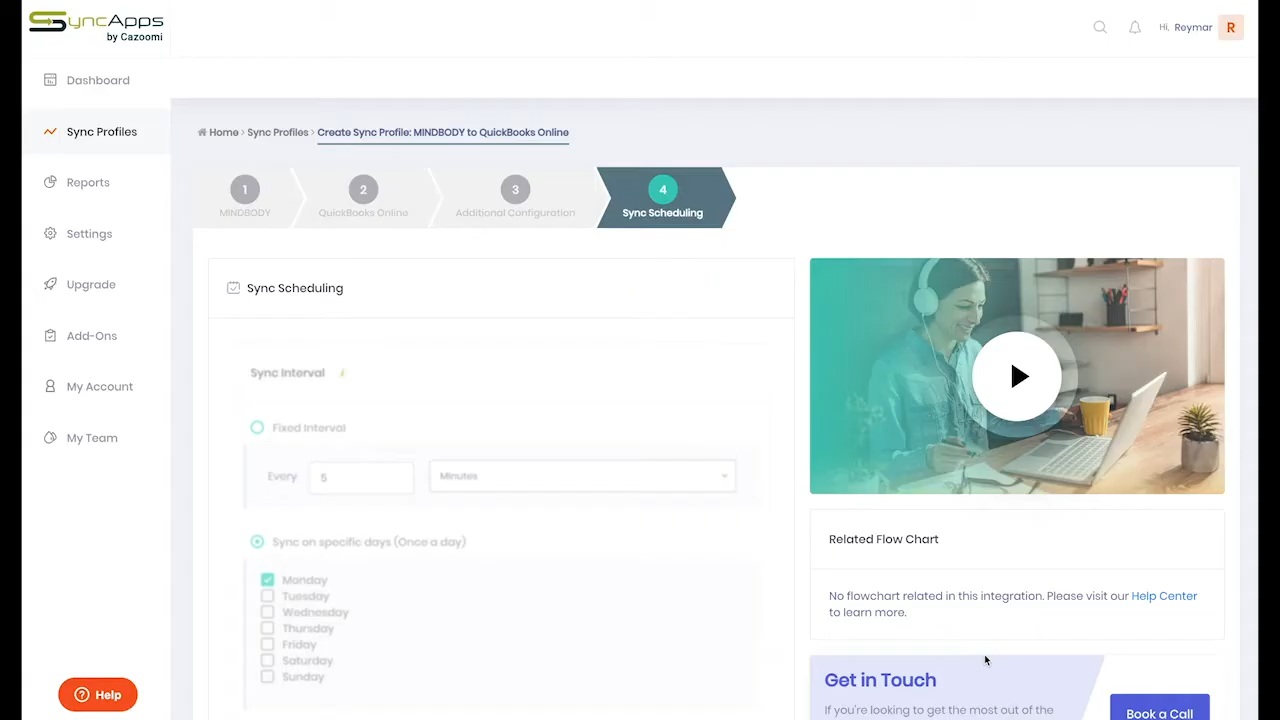 SyncApps
by Cazoomi
Hi, Reymar R
Dashboard
Sync Profiles
Reports
Settings
Upgrade
Add-Ons
My Account
My Team
Help
Home › Sync Profiles › Create Sync Profile: MINDBODY to QuickBooks Online
1
MINDBODY
2
QuickBooks Online
3
Additional Configuration
4
Sync Scheduling
Sync Scheduling
Sync Interval
Fixed Interval
Every 5 Minutes
Sync on specific days (Once a day)
Monday
Tuesday
Wednesday
Thursday
Friday
Saturday
Sunday
Related Flow Chart
No flowchart related in this integration. Please visit our Help Center
to learn more.
Get in Touch
If you're looking to get the most out of the
Book a Call